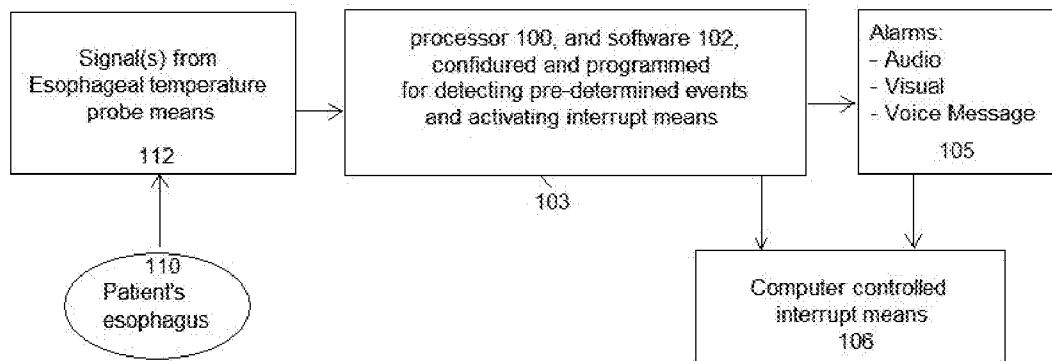 Signal(s) from
Esophageal temperature
probe means
112
processor 100, and software 102,
confidured and programmed
for detecting pre-determined events
and activating interrupt means
103
Alarms:
- Audio
- Visual
- Voice Message
105
110
Patient's
esophagus
Computer controlled
interrupt means
106